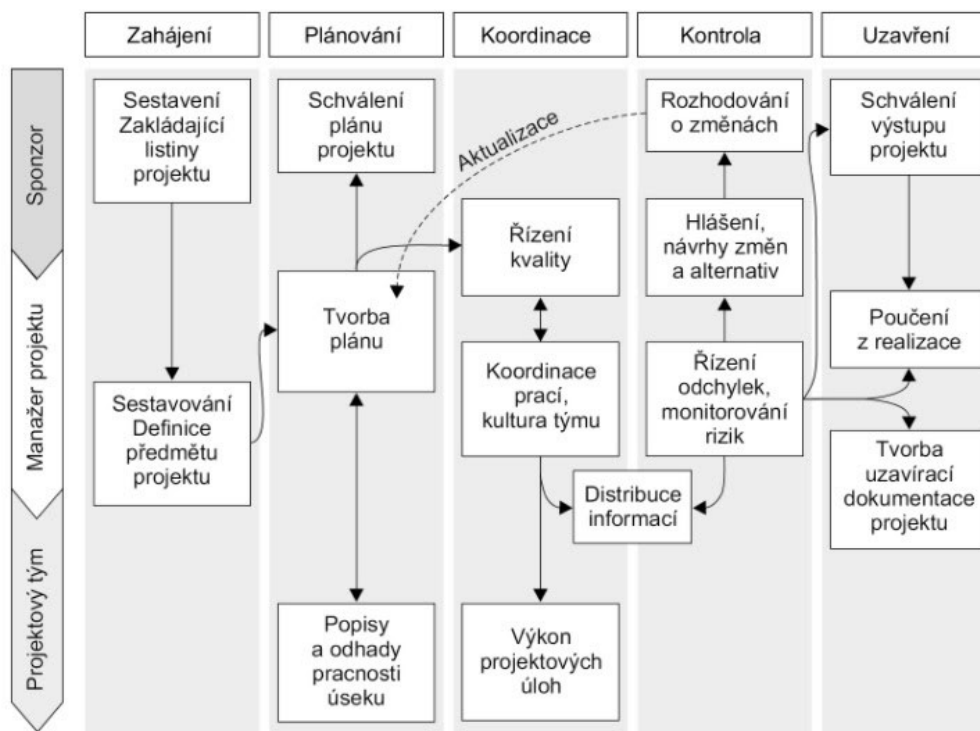 Zahájení
Plánování
Koordinace
Kontrola
Uzavření
Sponzor
Manažer projektu
Projektový tým
Sestavení
Zakládající
listiny
projektu
Sestavování
Definice
předmětu
projektu
Schválení
plánu
projektu
Tvorba
plánu
Popisy
a odhady
pracnosti
úseku
Aktualizace
Řízení
kvality
Koordinace
prací,
kultura týmu
Distribuce
informací
Výkon
projektových
úloh
Rozhodování
o změnách
Hlášení,
návrhy změn
a alternativ
Řízení
odchylek,
monitorování
rizik
Schválení
výstupu
projektu
Poučení
z realizace
Tvorba
uzavírací
dokumentace
projektu